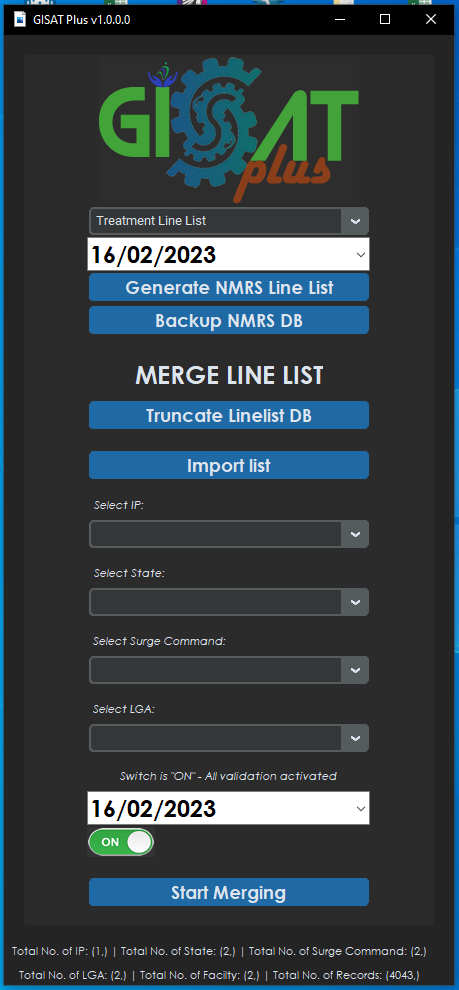 GISAT Plus v1.0.0.0
GISAT
plus
Treatment Line List
16/02/2023
Generate NMRS Line List
Backup NMRS DB
MERGE LINE LIST
Truncate Linelist DB
Import list
Select IP:
Select State:
Select Surge Command:
Select LGA:
Switch is "ON" - All validation activated
16/02/2023
ON
Start Merging
Total No. of IP: (1,) | Total No. of State: (2,) | Total No. of Surge Command: (2,)
Total No. of LGA: (2,) | Total No. of Facilty: (2,) | Total No. of Records: (4043,)